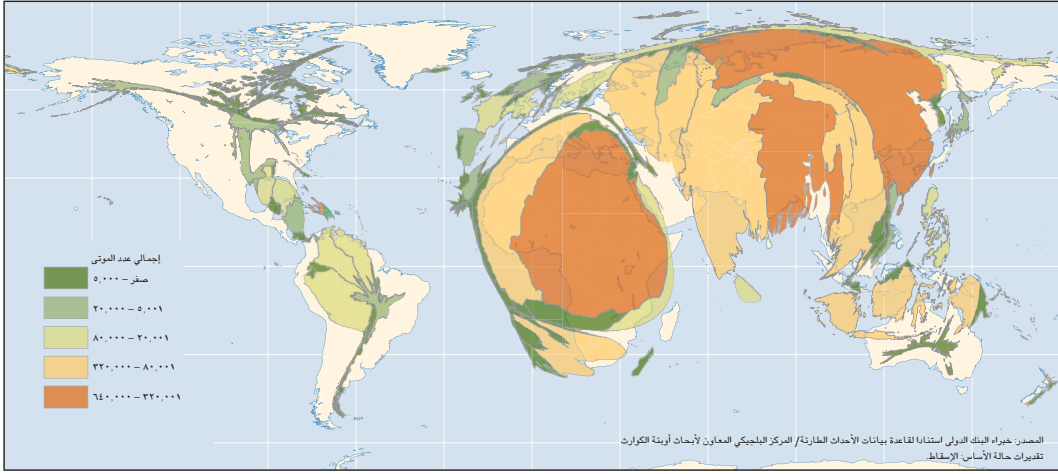 إجمالي عدد الموتى
صفر – ٥,٠٠٠
٥,٠٠١ – ٢٠,٠٠٠
٢٠,٠٠١ – ٨٠,٠٠٠
٨٠,٠٠١ – ٣٢٠,٠٠٠
٣٢٠,٠٠١ – ٦٤٠,٠٠٠
المصدر: خبراء البنك الدولى استنادا لقاعدة بيانات الأحداث الطارئة/ المركز البلجيكي المعاون لأبحاث أوبئة الكوارث
تقديرات حالة الأساس: الإسقاط.